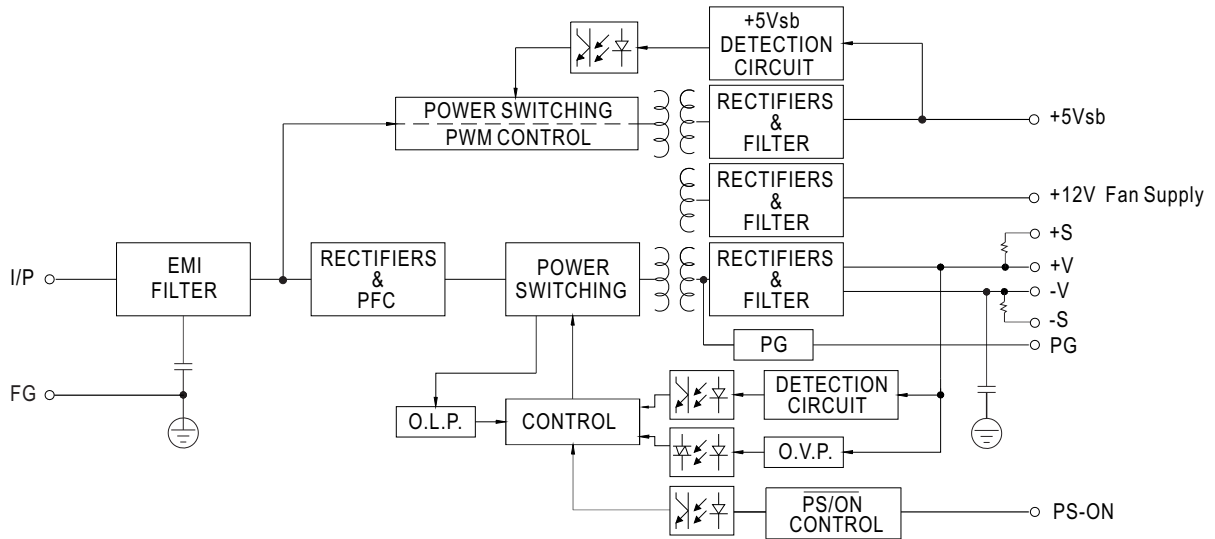 +5Vsb
DETECTION
CIRCUIT
POWER SWITCHING
PWM CONTROL
RECTIFIERS
&
FILTER
+5Vsb
RECTIFIERS
&
FILTER
+12V Fan Supply
I/P
EMI
FILTER
RECTIFIERS
&
PFC
POWER
SWITCHING
RECTIFIERS
&
FILTER
+S
+V
-V
-S
PG
PG
FG
O.L.P.
CONTROL
DETECTION
CIRCUIT
O.V.P.
PS/ON
CONTROL
PS-ON